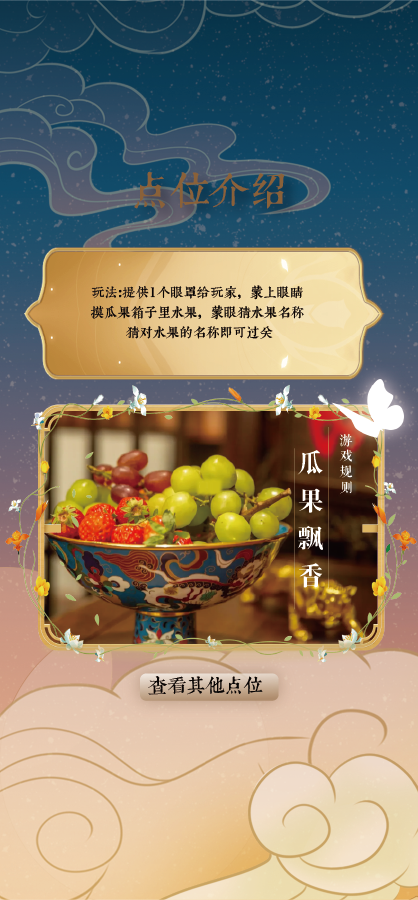 点位介绍
玩法:提供1个眼罩给玩家，蒙上眼睛
摸瓜果箱子里水果，蒙眼猜水果名称
猜对水果的名称即可过关
游戏规则
瓜果飘香
查看其他点位